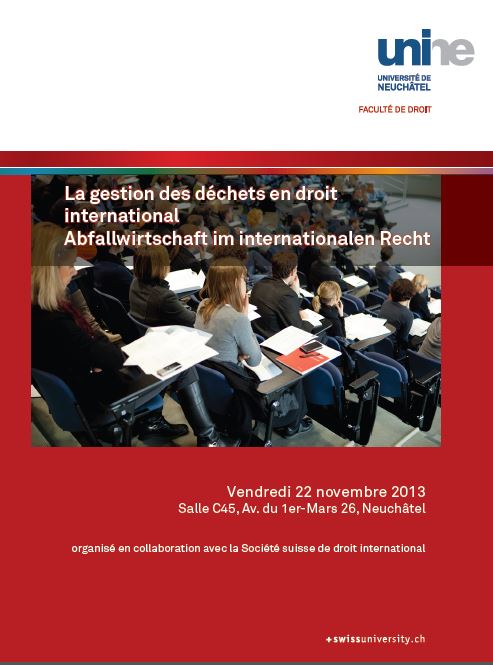 unine
UNIVERSITÉ DE
NEUCHÂTEL
FACULTÉ DE DROIT
La gestion des déchets en droit
international
Abfallwirtschaft im internationalen Recht
Vendredi 22 novembre 2013
Salle C45, Av. du 1er-Mars 26, Neuchâtel
organisé en collaboration avec la Société suisse de droit international
+swissuniversity.ch